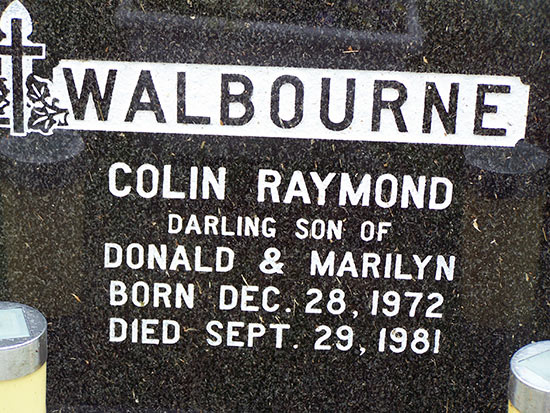 WALBOURNE
COLIN RAYMOND
DARLING SON OF
DONALD & MARILYN
BORN DEC. 28, 1972
DIED SEPT. 29, 1981